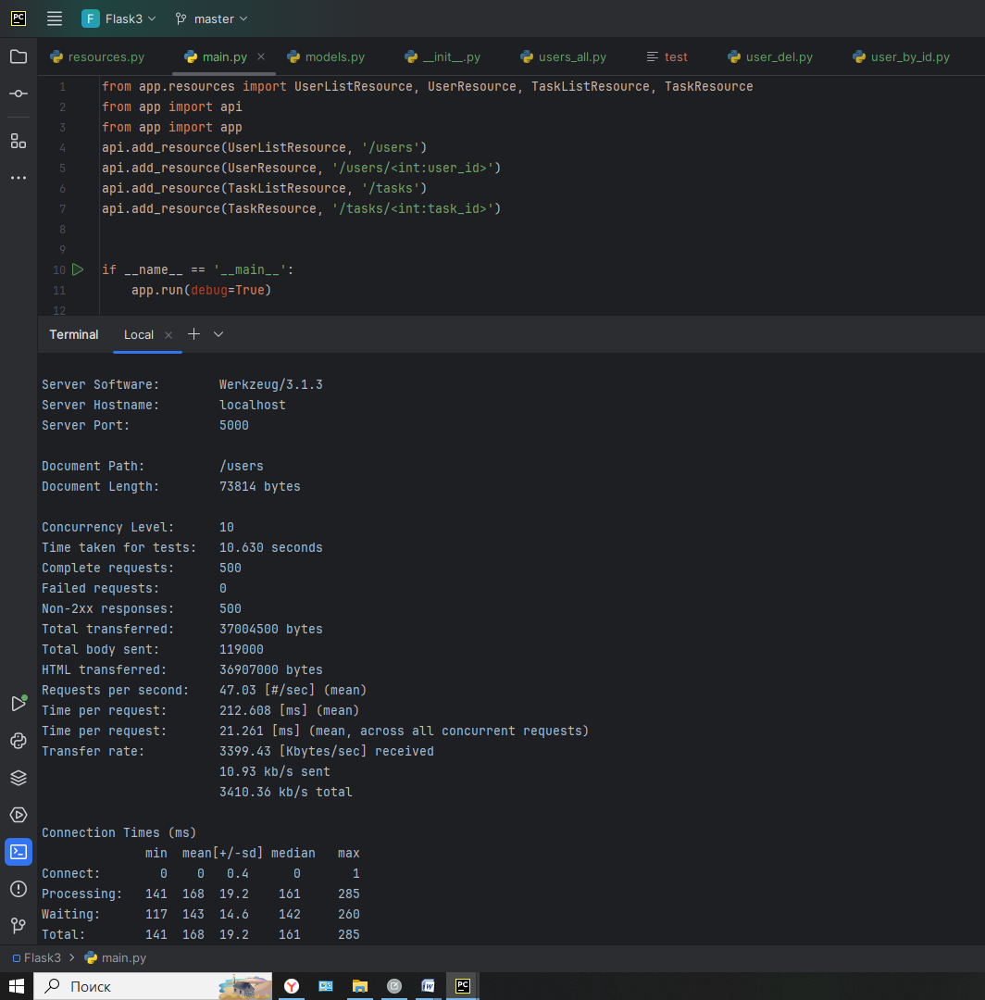 PC F Flask3 master
resources.py main.py models.py __init__.py users_all.py test user_del.py user_by_id.py
1 from app.resources import UserListResource, UserResource, TaskListResource, TaskResource
2 from app import api
3 from app import app
4 api.add_resource(UserListResource, '/users')
5 api.add_resource(UserResource, '/users/<int:user_id>')
6 api.add_resource(TaskListResource, '/tasks')
7 api.add_resource(TaskResource, '/tasks/<int:task_id>')
8
9
10 if __name__ == '__main__':
11     app.run(debug=True)
12
Terminal Local
Server Software:        Werkzeug/3.1.3
Server Hostname:        localhost
Server Port:            5000
Document Path:          /users
Document Length:        73814 bytes
Concurrency Level:      10
Time taken for tests:   10.630 seconds
Complete requests:      500
Failed requests:        0
Non-2xx responses:      500
Total transferred:      37004500 bytes
Total body sent:        119000
HTML transferred:       36907000 bytes
Requests per second:    47.03 [#/sec] (mean)
Time per request:       212.608 [ms] (mean)
Time per request:       21.261 [ms] (mean, across all concurrent requests)
Transfer rate:          3399.43 [Kbytes/sec] received
                        10.93 kb/s sent
                        3410.36 kb/s total
Connection Times (ms)
              min  mean[+/-sd] median   max
Connect:        0    0   0.4      0       1
Processing:   141  168  19.2    161     285
Waiting:      117  143  14.6    142     260
Total:        141  168  19.2    161     285
Flask3 > main.py
Поиск Y W PC